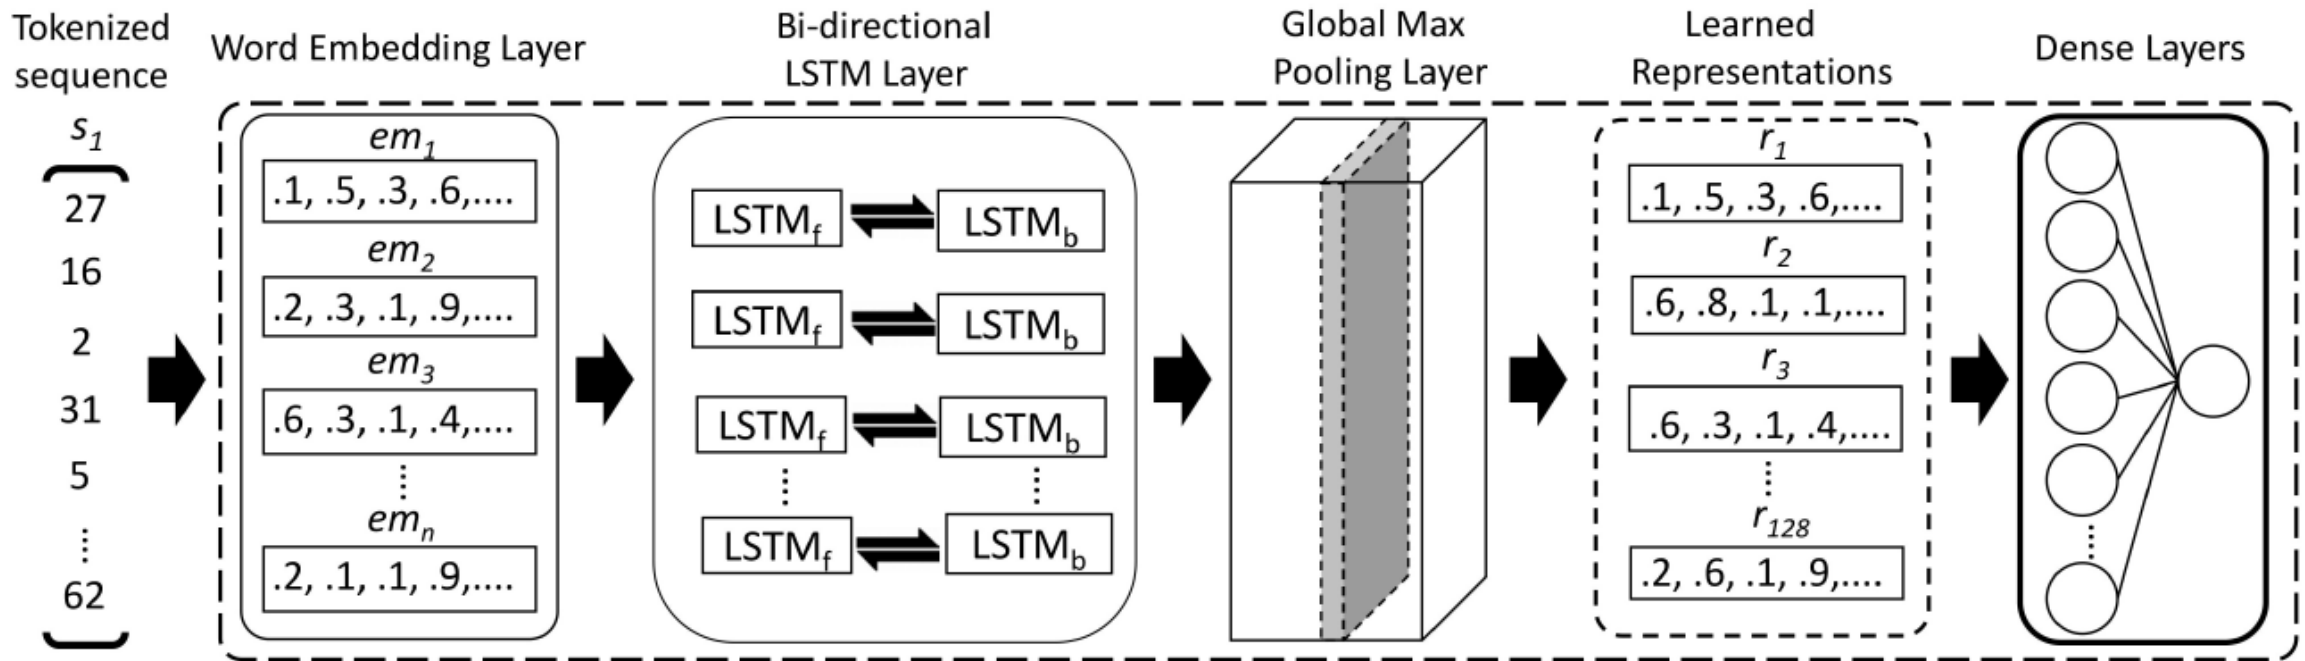 Tokenized
sequence
Word Embedding Layer
Bi-directional
LSTM Layer
Global Max
Pooling Layer
Learned
Representations
Dense Layers
s1
27
16
2
31
5
62
em1
.1, .5, .3, .6,....
em2
.2, .3, .1, .9,....
em3
.6, .3, .1, .4,....
emn
.2, .1, .1, .9,....
LSTMf
LSTMb
LSTMf
LSTMb
LSTMf
LSTMb
LSTMf
LSTMb
r1
.1, .5, .3, .6,....
r2
.6, .8, .1, .1,....
r3
.6, .3, .1, .4,....
r128
.2, .6, .1, .9,....